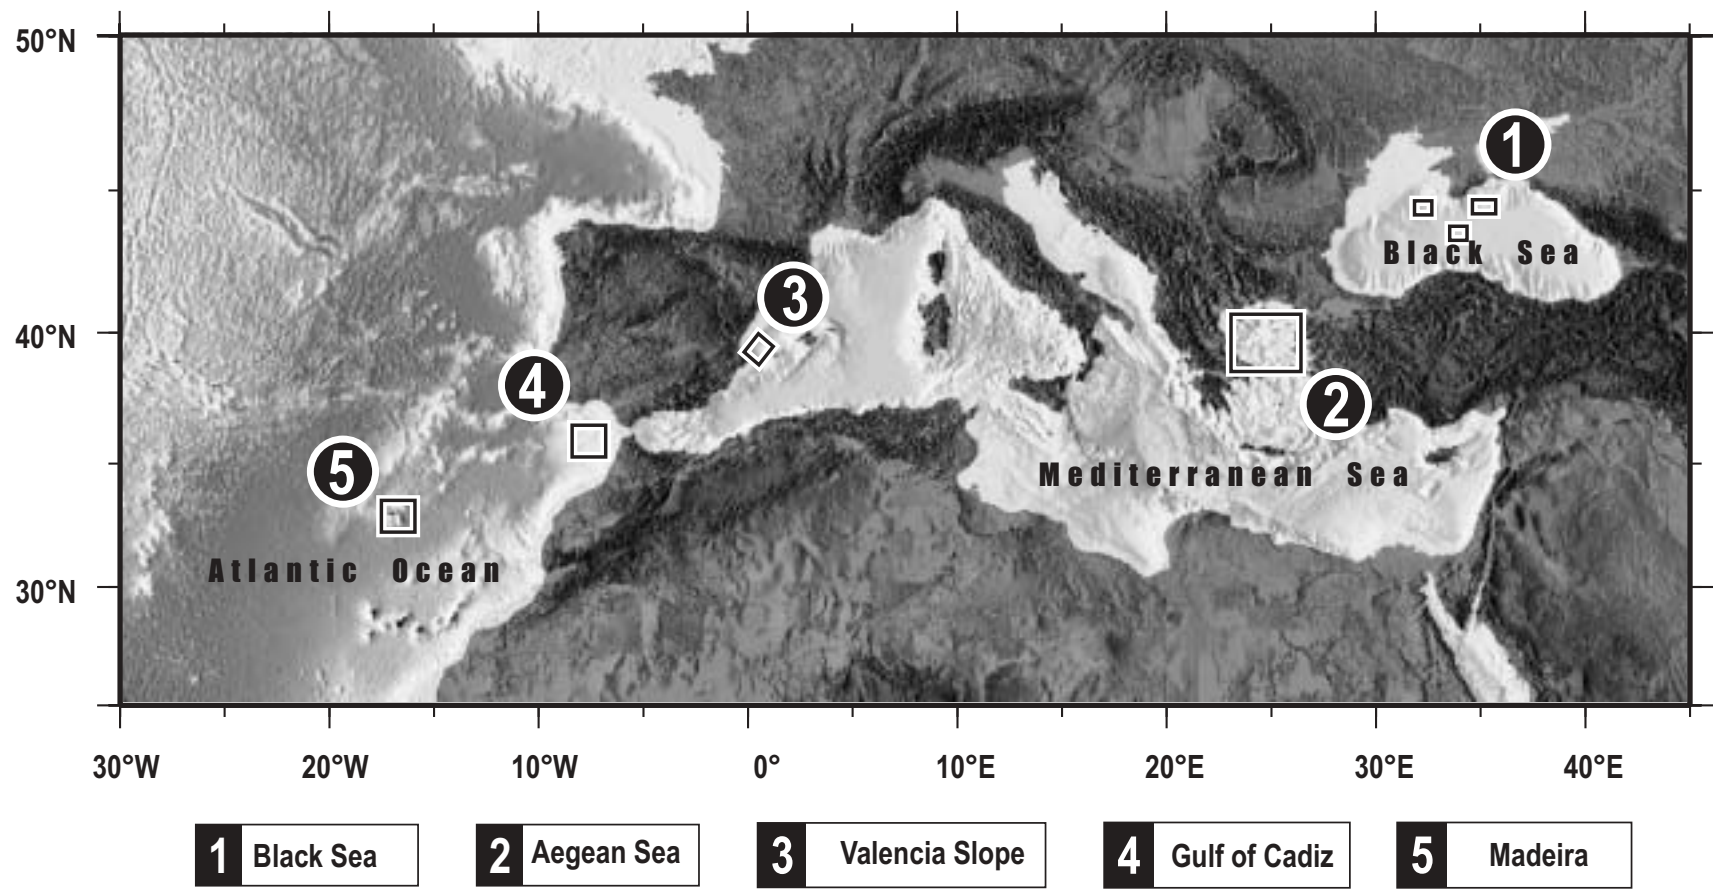 50°N
1
Black Sea
3
40°N
4
2
5
Mediterranean Sea
Atlantic Ocean
30°N
30°W 20°W 10°W 0° 10°E 20°E 30°E 40°E
1 Black Sea 2 Aegean Sea 3 Valencia Slope 4 Gulf of Cadiz 5 Madeira